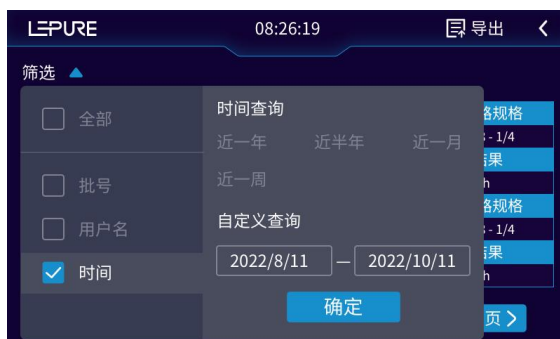 LEPURE 08:26:19 导出
筛选
全部
批号
用户名
时间
时间查询
近一年 近半年 近一月
近一周
自定义查询
2022/8/11 — 2022/10/11
确定
格规格
- 1/4
结果
h
格规格
- 1/4
结果
h
页